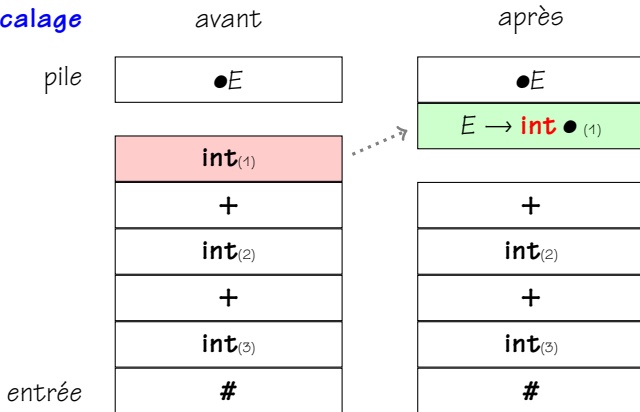 calage avant après
pile ●E ●E
E → int ● (1)
int(1)
+ +
int(2) int(2)
+ +
int(3) int(3)
entrée # #